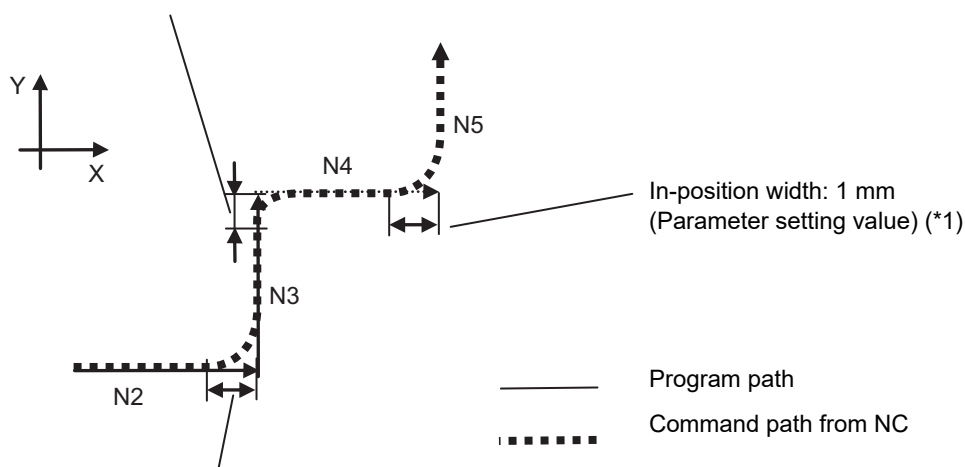 Y
X
N5
N4
In-position width: 1 mm
(Parameter setting value) (*1)
N3
N2
Program path
Command path from NC